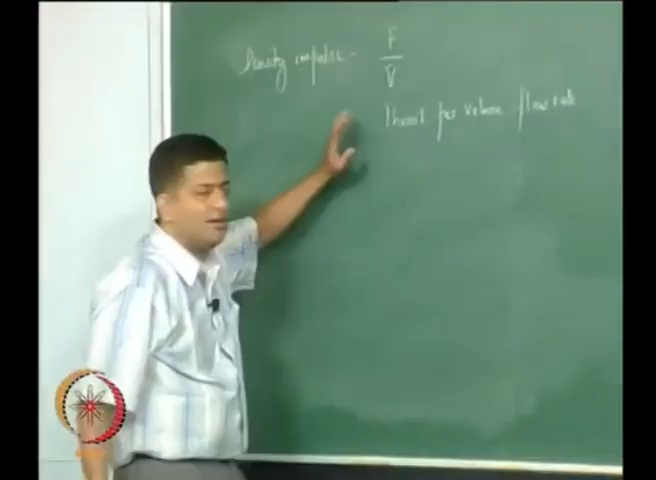 Density impulse - F / V̇
Thrust per volume flow rate